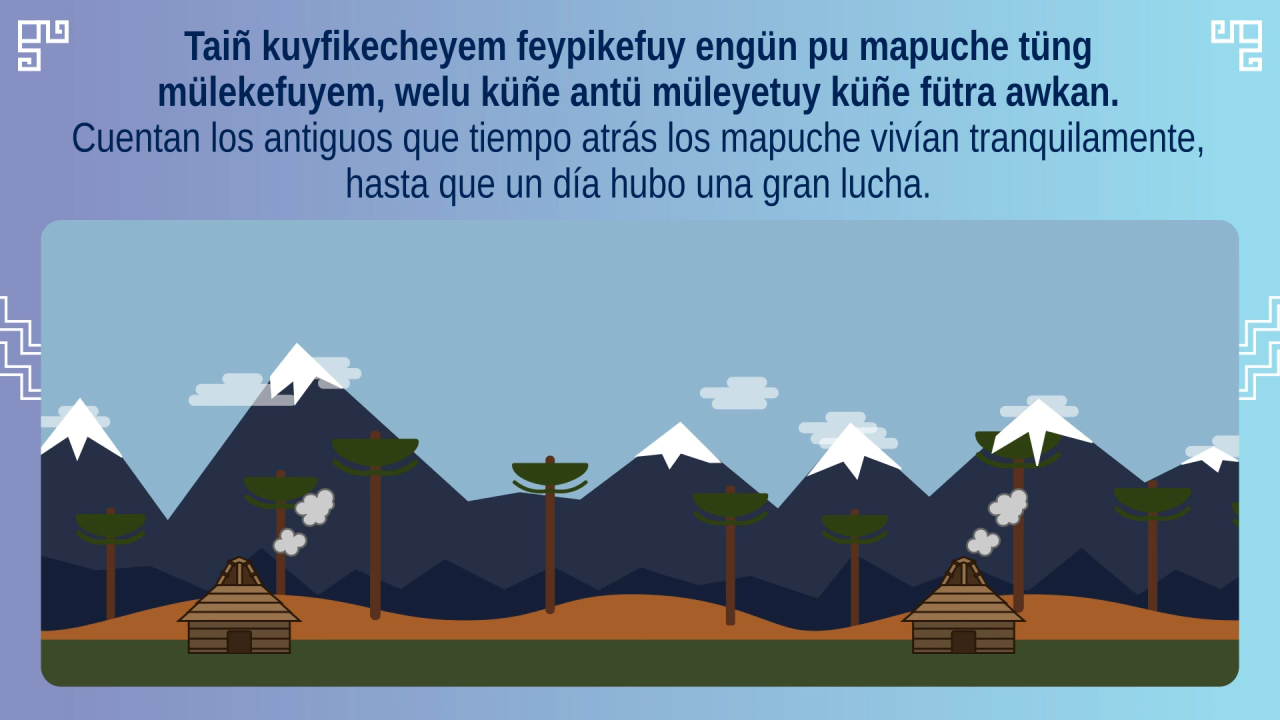 Taiñ kuyfikecheyem feypikefuy engün pu mapuche tüng
mülekefuyem, welu küñe antü müleyetuy küñe fütra awkan.
Cuentan los antiguos que tiempo atrás los mapuche vivían tranquilamente,
hasta que un día hubo una gran lucha.